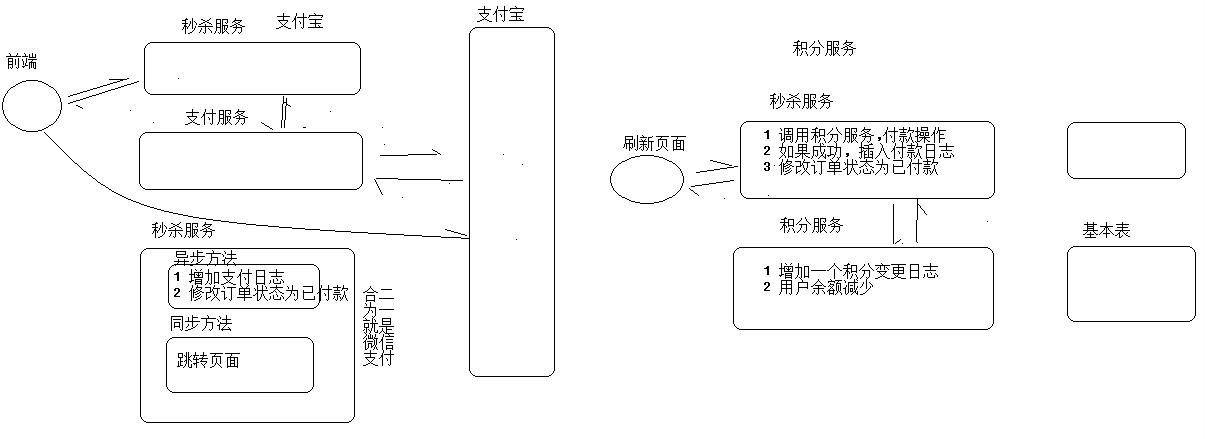 秒杀服务
支付宝
支付宝
前端
支付服务
秒杀服务
异步方法
1 增加支付日志
2 修改订单状态为已付款
同步方法
跳转页面
合二
为一
就是
微信
支付
积分服务
秒杀服务
刷新页面
1 调用积分服务,付款操作
2 如果成功，插入付款日志
3 修改订单状态为已付款
积分服务
1 增加一个积分变更日志
2 用户余额减少
基本表